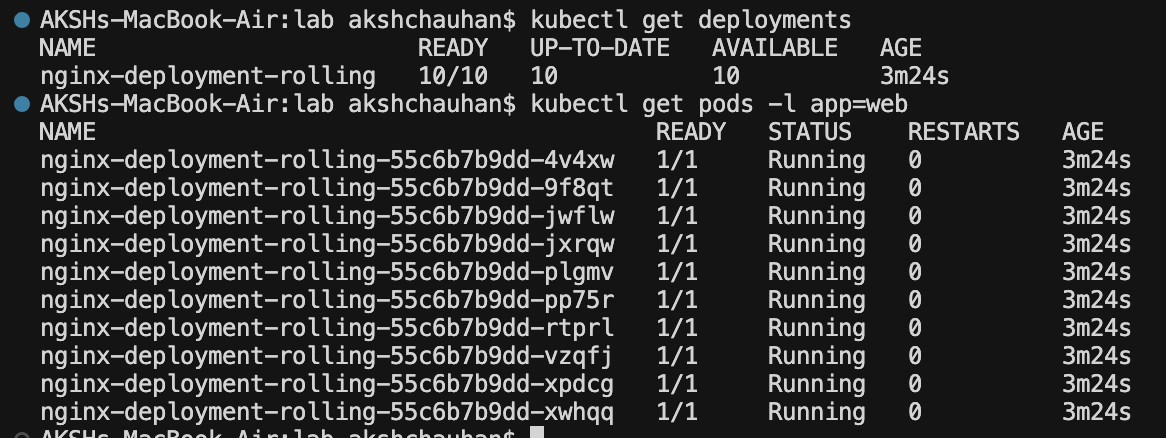 AKSHs-MacBook-Air:lab akshchauhan$ kubectl get deployments
NAME READY UP-TO-DATE AVAILABLE AGE
nginx-deployment-rolling 10/10 10 10 3m24s
AKSHs-MacBook-Air:lab akshchauhan$ kubectl get pods -l app=web
NAME READY STATUS RESTARTS AGE
nginx-deployment-rolling-55c6b7b9dd-4v4xw 1/1 Running 0 3m24s
nginx-deployment-rolling-55c6b7b9dd-9f8qt 1/1 Running 0 3m24s
nginx-deployment-rolling-55c6b7b9dd-jwflw 1/1 Running 0 3m24s
nginx-deployment-rolling-55c6b7b9dd-jxrqw 1/1 Running 0 3m24s
nginx-deployment-rolling-55c6b7b9dd-plgmv 1/1 Running 0 3m24s
nginx-deployment-rolling-55c6b7b9dd-pp75r 1/1 Running 0 3m24s
nginx-deployment-rolling-55c6b7b9dd-rtprl 1/1 Running 0 3m24s
nginx-deployment-rolling-55c6b7b9dd-vzqfj 1/1 Running 0 3m24s
nginx-deployment-rolling-55c6b7b9dd-xpdcg 1/1 Running 0 3m24s
nginx-deployment-rolling-55c6b7b9dd-xwhqq 1/1 Running 0 3m24s
AKSHs-MacBook-Air:lab akshchauhan$